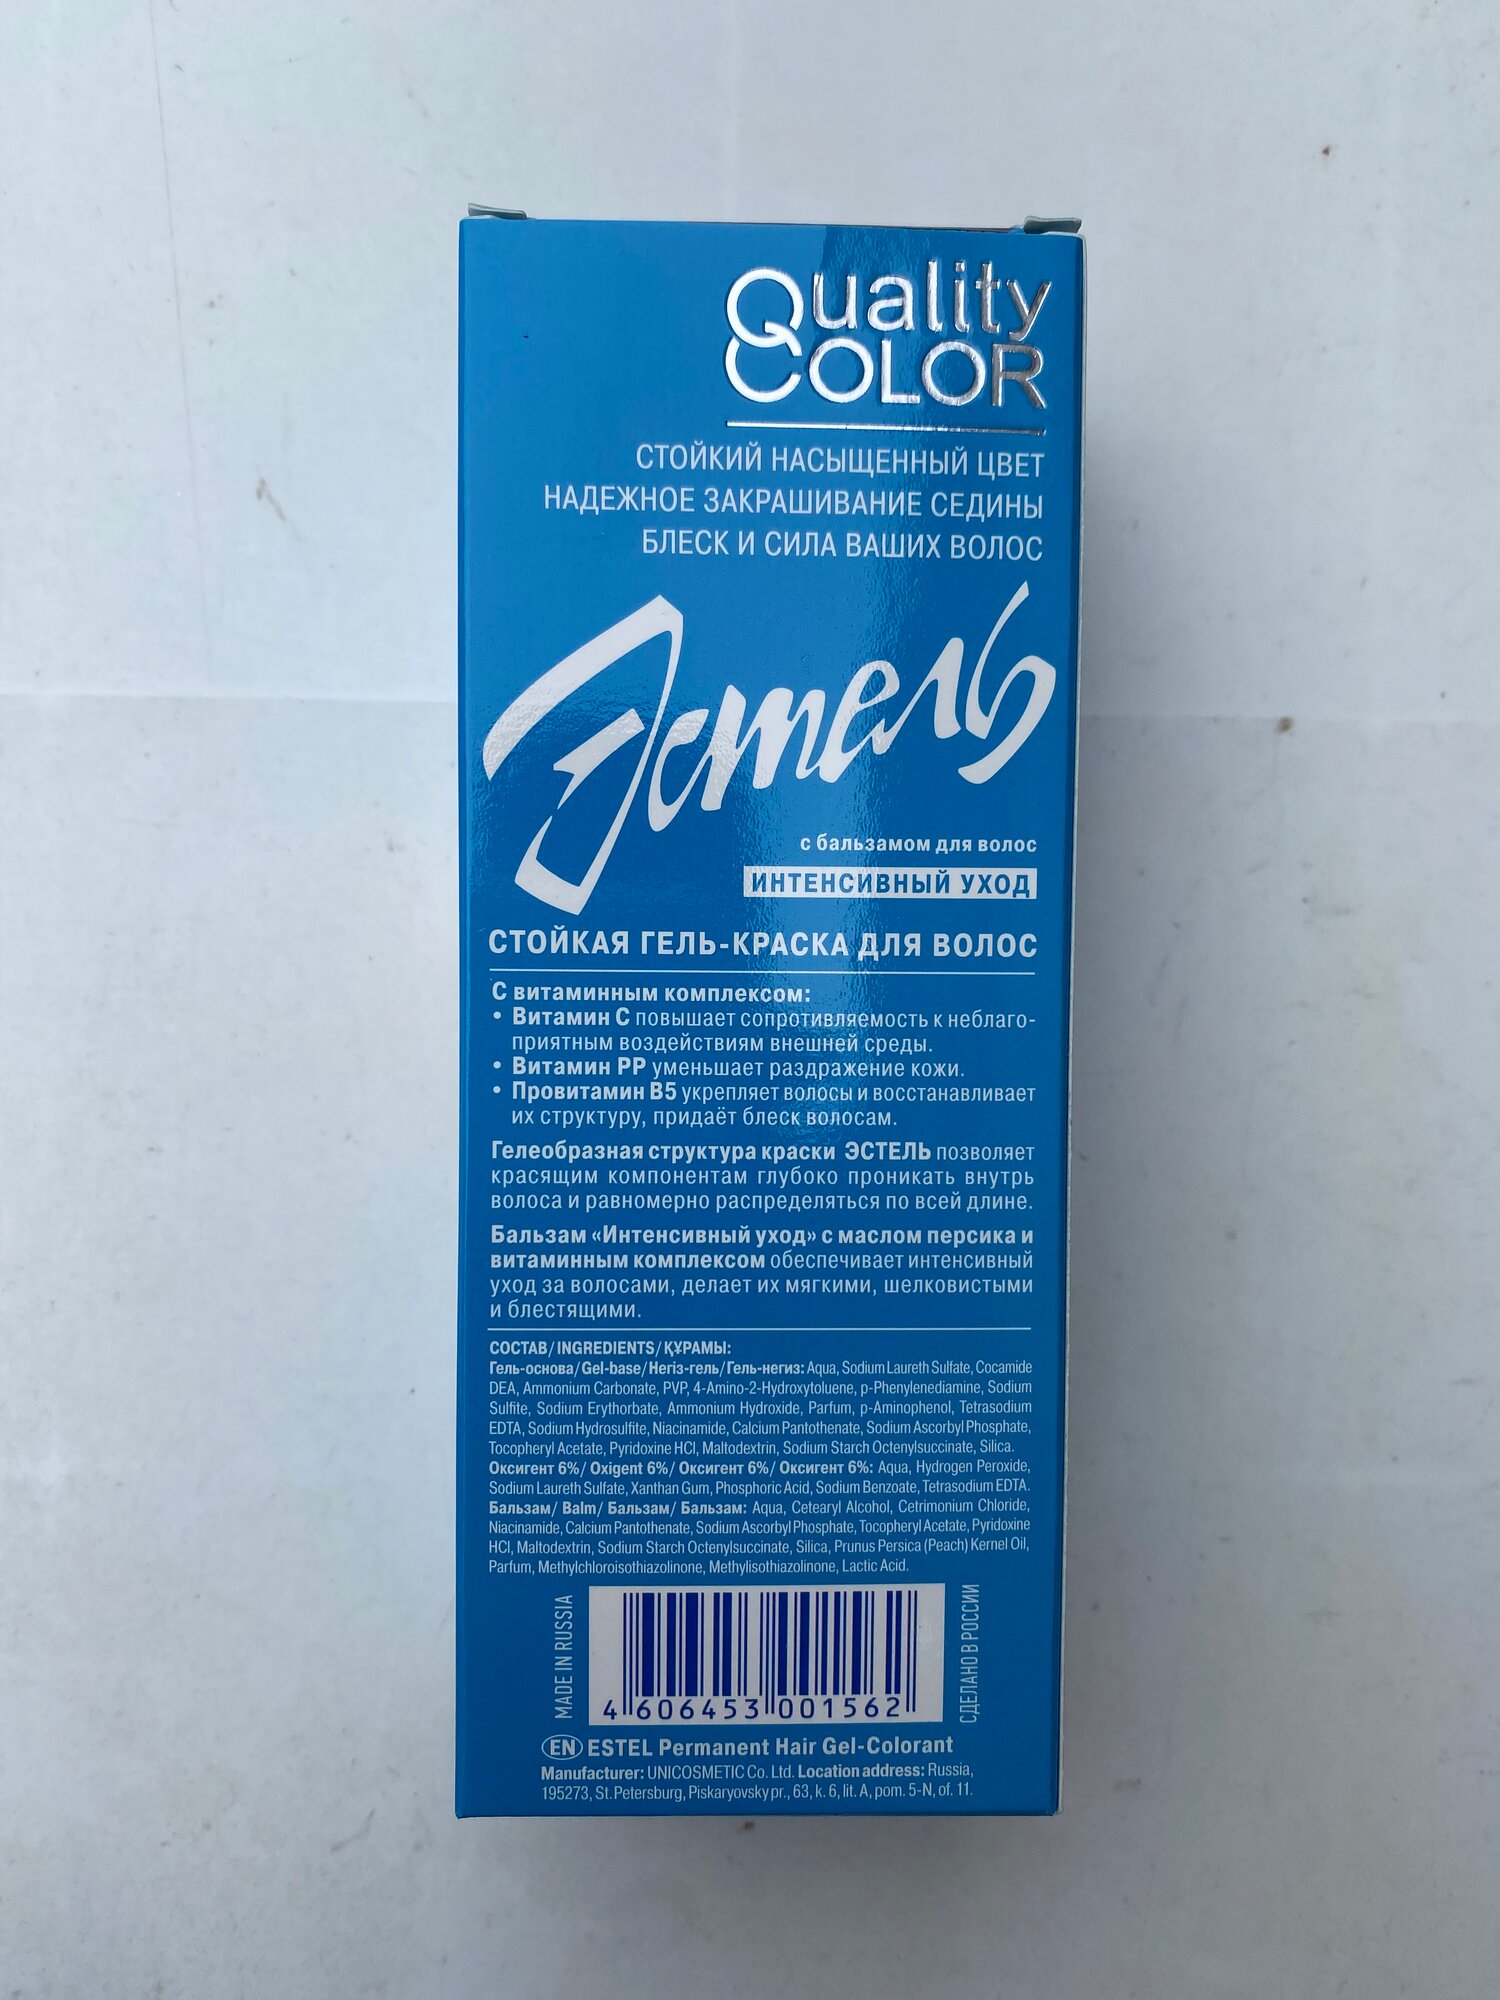 Quality
COLOR
СТОЙКИЙ НАСЫЩЕННЫЙ ЦВЕТ
НАДЕЖНОЕ ЗАКРАШИВАНИЕ СЕДИНЫ
БЛЕСК И СИЛА ВАШИХ ВОЛОС
Эстель
с бальзамом для волос
ИНТЕНСИВНЫЙ УХОД
СТОЙКАЯ ГЕЛЬ-КРАСКА ДЛЯ ВОЛОС
С витаминным комплексом:
• Витамин С повышает сопротивляемость к неблаго-
приятным воздействиям внешней среды.
• Витамин РР уменьшает раздражение кожи.
• Провитамин В5 укрепляет волосы и восстанавливает
их структуру, придаёт блеск волосам.
Гелеобразная структура краски ЭСТЕЛЬ позволяет
красящим компонентам глубоко проникать внутрь
волоса и равномерно распределяться по всей длине.
Бальзам «Интенсивный уход» с маслом персика и
витаминным комплексом обеспечивает интенсивный
уход за волосами, делает их мягкими, шелковистыми
и блестящими.
СОСТАВ/INGREDIENTS/ҚҰРАМЫ:
Гель-основа/Gel-base/Негіз-гель/Гель-негиз: Aqua, Sodium Laureth Sulfate, Cocamide
DEA, Ammonium Carbonate, PVP, 4-Amino-2-Hydroxytoluene, p-Phenylenediamine, Sodium
Sulfite, Sodium Erythorbate, Ammonium Hydroxide, Parfum, p-Aminophenol, Tetrasodium
EDTA, Sodium Hydrosulfite, Niacinamide, Calcium Pantothenate, Sodium Ascorbyl Phosphate,
Tocopheryl Acetate, Pyridoxine HCl, Maltodextrin, Sodium Starch Octenylsuccinate, Silica.
Оксигент 6%/ Oxigent 6%/ Оксигент 6%/ Оксигент 6%: Aqua, Hydrogen Peroxide,
Sodium Laureth Sulfate, Xanthan Gum, Phosphoric Acid, Sodium Benzoate, Tetrasodium EDTA.
Бальзам/ Balm/ Бальзам/ Бальзам: Aqua, Cetearyl Alcohol, Cetrimonium Chloride,
Niacinamide, Calcium Pantothenate, Sodium Ascorbyl Phosphate, Tocopheryl Acetate, Pyridoxine
HCl, Maltodextrin, Sodium Starch Octenylsuccinate, Silica, Prunus Persica (Peach) Kernel Oil,
Parfum, Methylchloroisothiazolinone, Methylisothiazolinone, Lactic Acid.
MADE IN RUSSIA
4 606453 001562
СДЕЛАНО В РОССИИ
EN ESTEL Permanent Hair Gel-Colorant
Manufacturer: UNICOSMETIC Co. Ltd. Location address: Russia,
195273, St. Petersburg, Piskaryovsky pr., 63, k. 6, lit. A, pom. 5-N, of. 11.